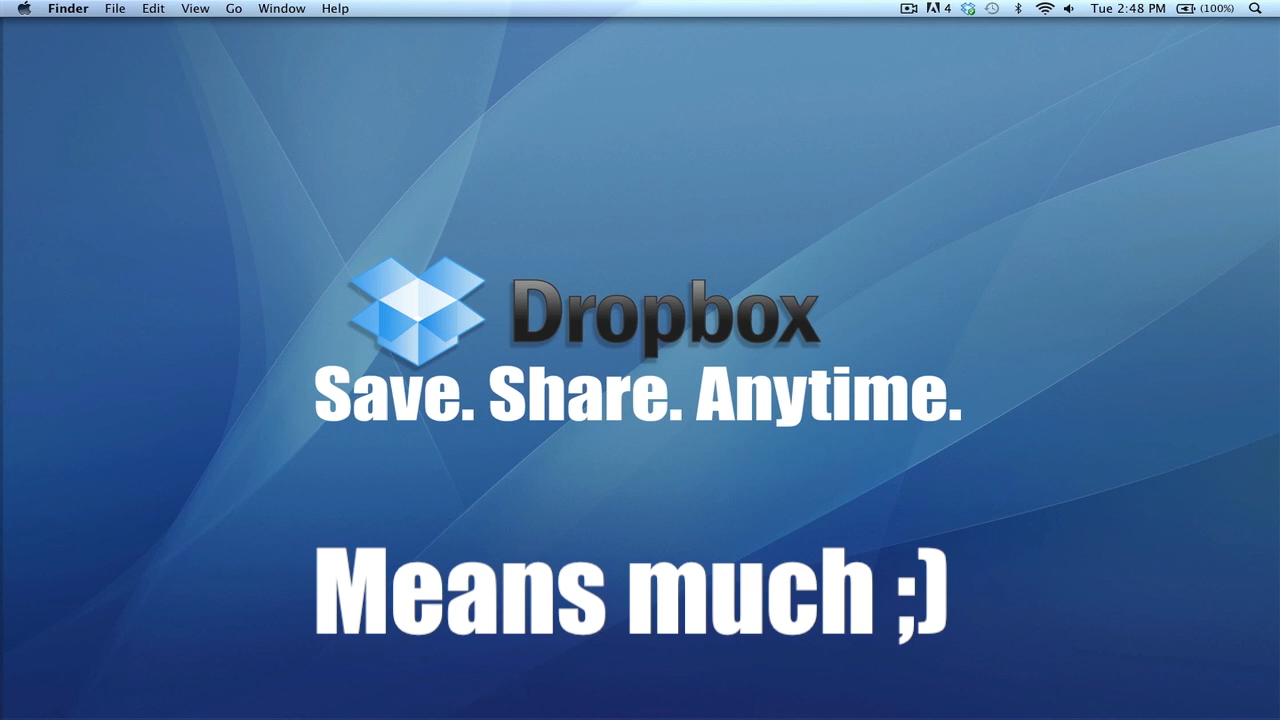 Finder File Edit View Go Window Help 4 Tue 2:48 PM (100%)
Dropbox
Save. Share. Anytime.
Means much ;)